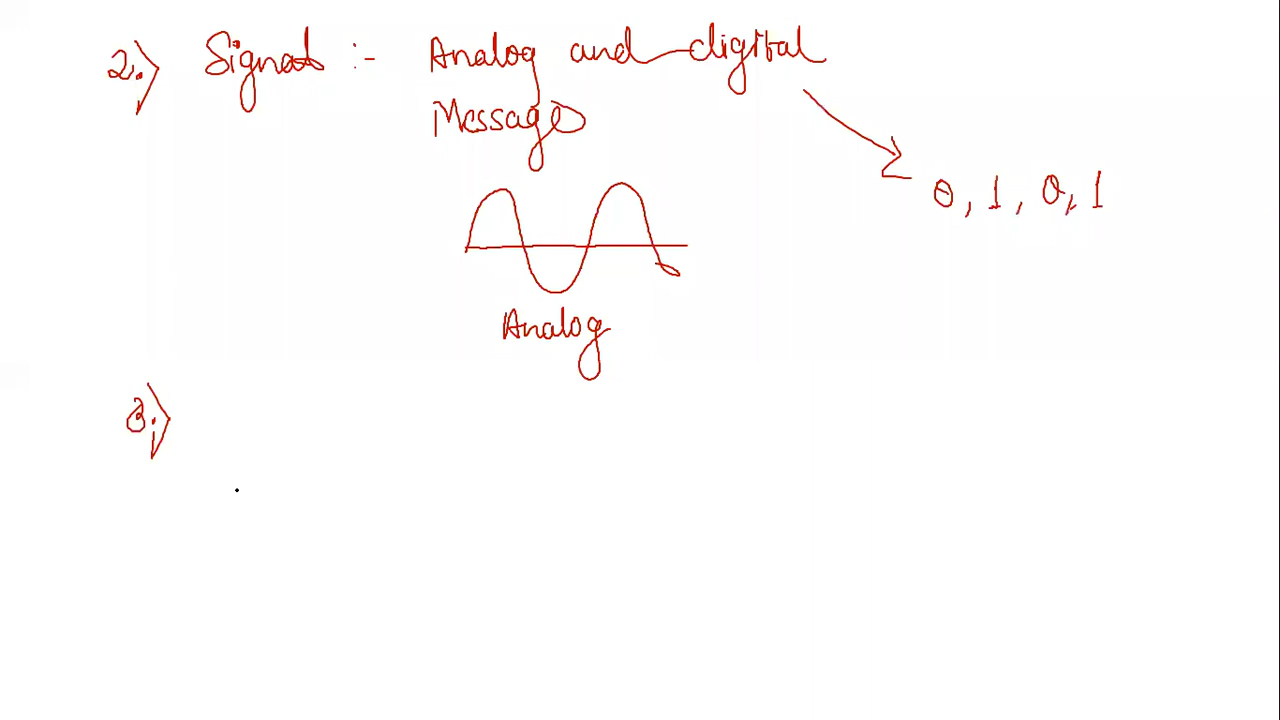 2.) Signal :- Analog and digital
Message
0, 1, 0, 1
Analog
3.)